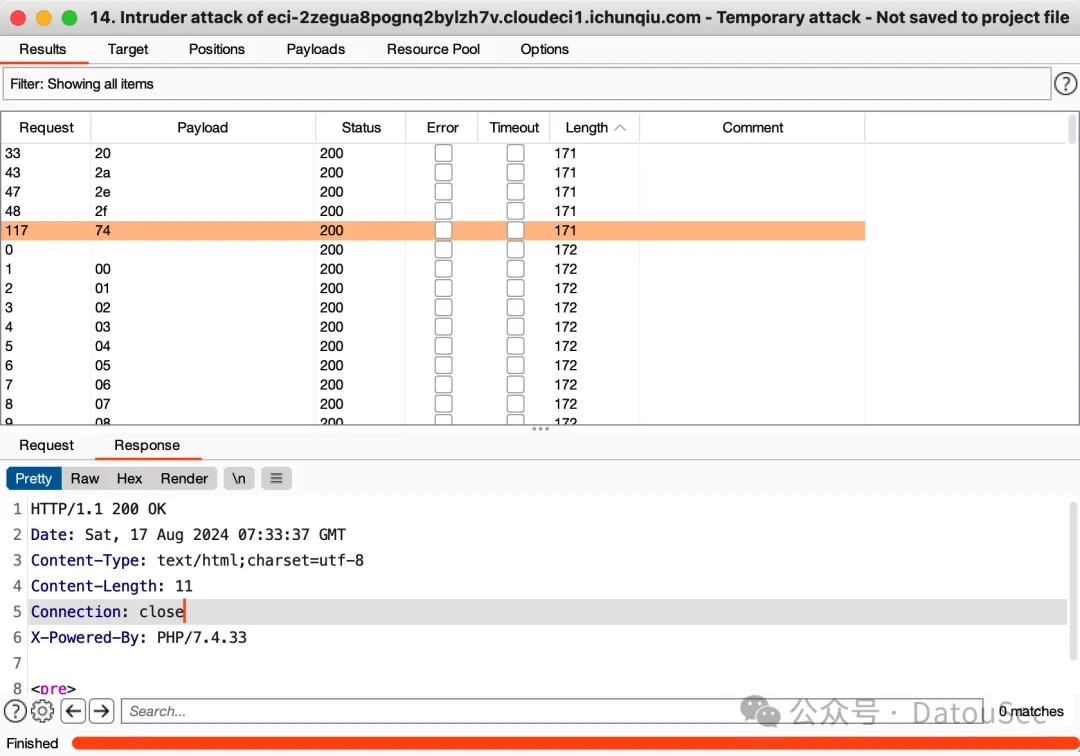 14. Intruder attack of eci-2zegua8pognq2bylzh7v.cloudeci1.ichunqiu.com - Temporary attack - Not saved to project file
Results Target Positions Payloads Resource Pool Options
Filter: Showing all items ?
Request Payload Status Error Timeout Length Comment
33 20 200 171
43 2a 200 171
47 2e 200 171
48 2f 200 171
117 74 200 171
0 200 172
1 00 200 172
2 01 200 172
3 02 200 172
4 03 200 172
5 04 200 172
6 05 200 172
7 06 200 172
8 07 200 172
9 08 200 172
Request Response
Pretty Raw Hex Render \n
1 HTTP/1.1 200 OK
2 Date: Sat, 17 Aug 2024 07:33:37 GMT
3 Content-Type: text/html;charset=utf-8
4 Content-Length: 11
5 Connection: close
6 X-Powered-By: PHP/7.4.33
7
8 <pre>
? Search... 0 matches
公众号 · DatouSec
Finished